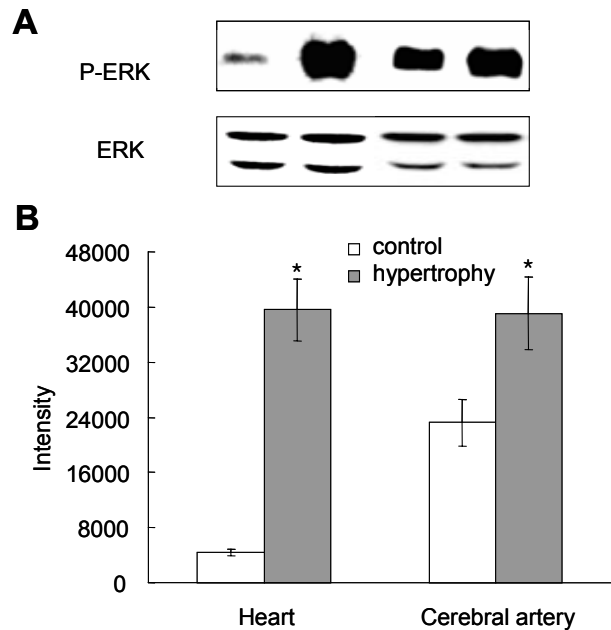 A
P-ERK
ERK
B
control
hypertrophy
48000
40000
32000
24000
16000
8000
0
Intensity
*
*
Heart
Cerebral artery